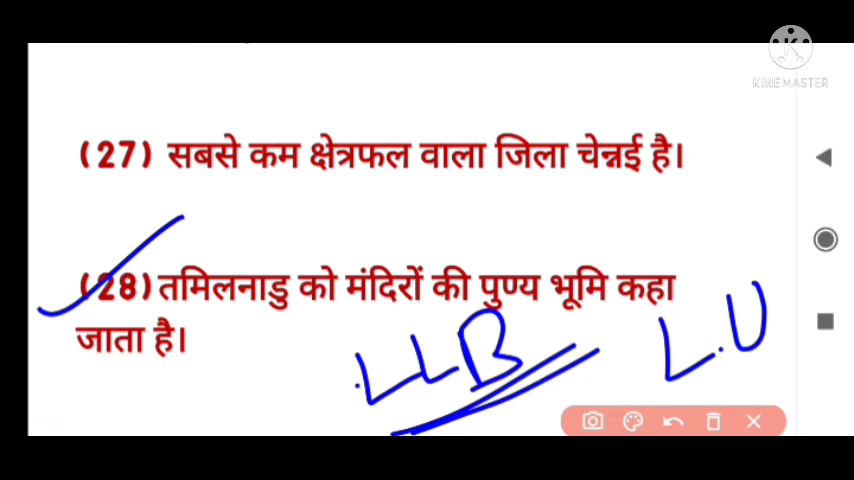 KINEMASTER
(27) सबसे कम क्षेत्रफल वाला जिला चेन्नई है।
(28) तमिलनाडु को मंदिरों की पुण्य भूमि कहा
जाता है।
LLB L.U